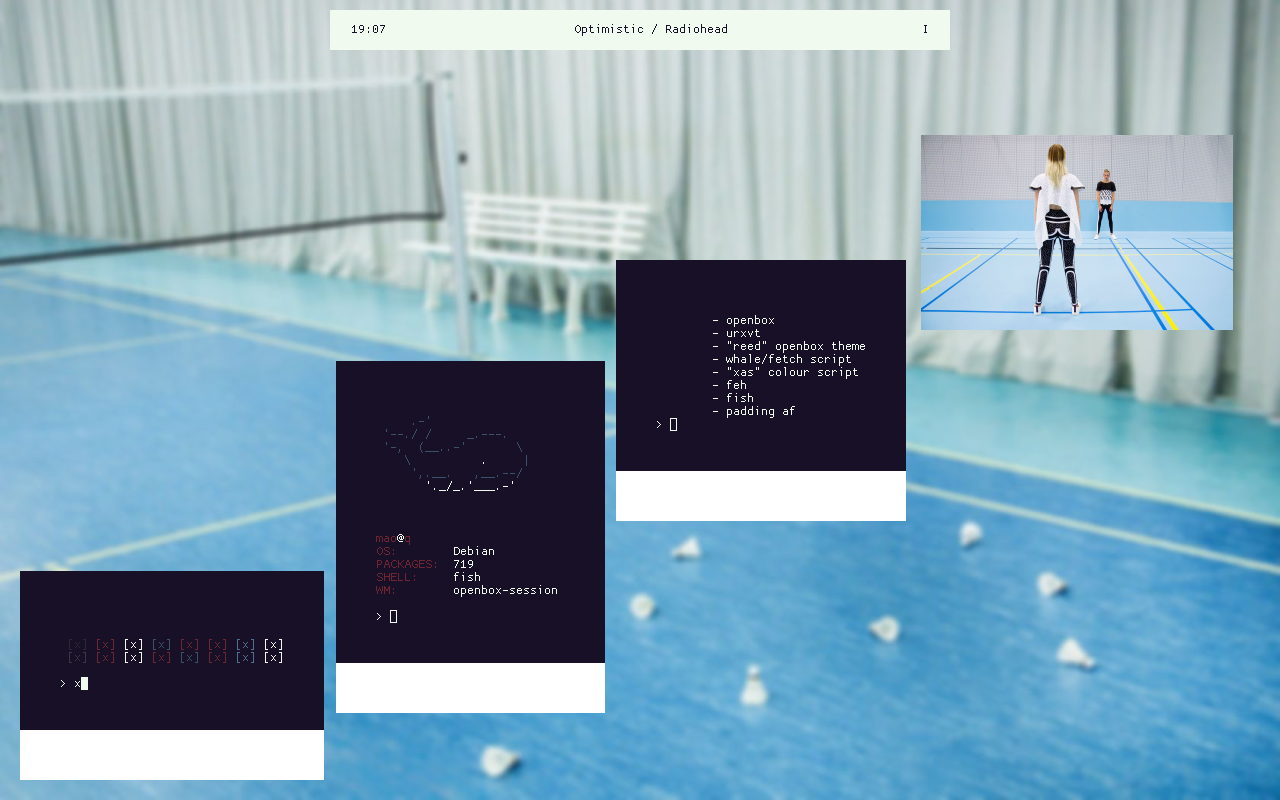 19:07 Optimistic / Radiohead I
- openbox
- urxvt
- "reed" openbox theme
- whale/fetch script
- "xas" colour script
- feh
- fish
- padding af
>
mao@q
OS: Debian
PACKAGES: 719
SHELL: fish
WM: openbox-session
>
[x] [x] [x] [x] [x] [x] [x] [x]
[x] [x] [x] [x] [x] [x] [x] [x]
> x